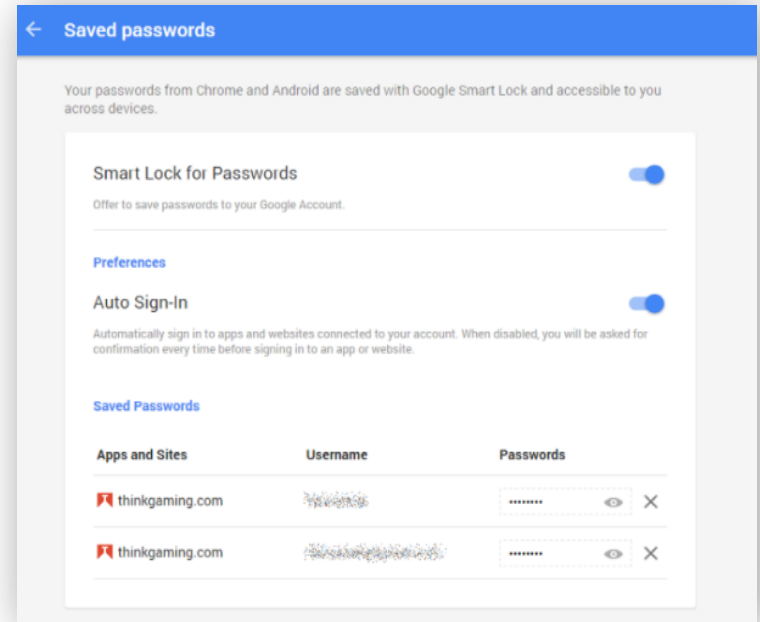 Saved passwords
Your passwords from Chrome and Android are saved with Google Smart Lock and accessible to you
across devices.
Smart Lock for Passwords
Offer to save passwords to your Google Account.
Preferences
Auto Sign-In
Automatically sign in to apps and websites connected to your account. When disabled, you will be asked for
confirmation every time before signing in to an app or website.
Saved Passwords
Apps and Sites Username Passwords
thinkgaming.com ••••••••
thinkgaming.com ••••••••